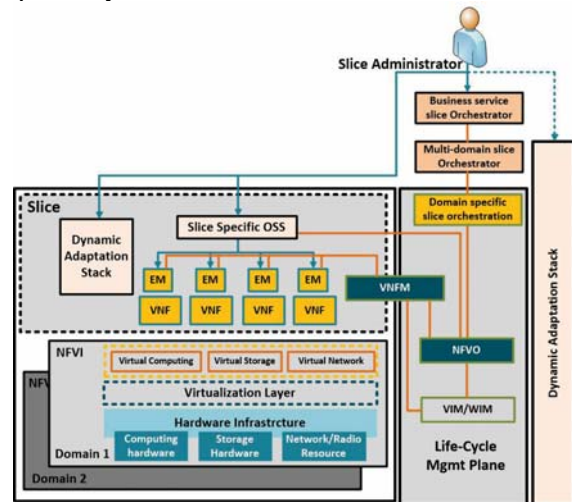 Slice Administrator
Business service
slice Orchestrator
Multi-domain slice
Orchestrator
Domain specific
slice orchestration
Slice
Dynamic
Adaptation
Stack
Slice Specific OSS
EM
EM
EM
EM
VNF
VNF
VNF
VNF
VNFM
NFVO
VIM/WIM
Life-Cycle
Mgmt Plane
Dynamic Adaptation Stack
NFVI
Virtual Computing
Virtual Storage
Virtual Network
Virtualization Layer
Hardware Infrastrcture
Computing
hardware
Storage
Hardware
Network/Radio
Resource
Domain 1
NFV
Domain 2